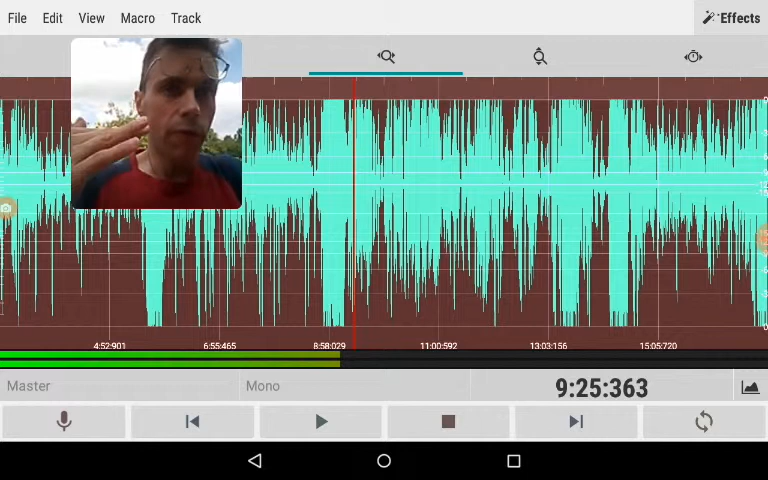 File Edit View Macro Track Effects
4:52:901 6:55:465 8:58:029 11:00:592 13:03:156 15:05:720
Master Mono 9:25:363